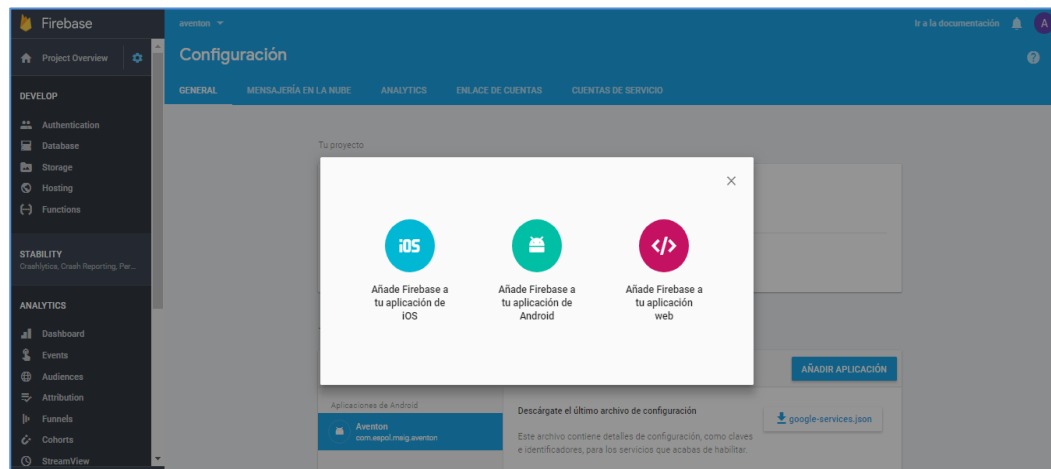 Firebase
aventon
Ir a la documentación
A
Project Overview
Configuración
?
DEVELOP
GENERAL MENSAJERÍA EN LA NUBE ANALYTICS ENLACE DE CUENTAS CUENTAS DE SERVICIO
Authentication
Database
Storage
Hosting
Functions
STABILITY
Crashlytics, Crash Reporting, Per...
ANALYTICS
Dashboard
Events
Audiences
Attribution
Funnels
Cohorts
StreamView
Tu proyecto
iOS
</>
Añade Firebase a
tu aplicación de
iOS
Añade Firebase a
tu aplicación de
Android
Añade Firebase a
tu aplicación
web
AÑADIR APLICACIÓN
Aplicaciones de Android
Aventon
com.espol.msig.aventon
Descárgate el último archivo de configuración
google-services.json
Este archivo contiene detalles de configuración, como claves
e identificadores, para los servicios que acabas de habilitar.